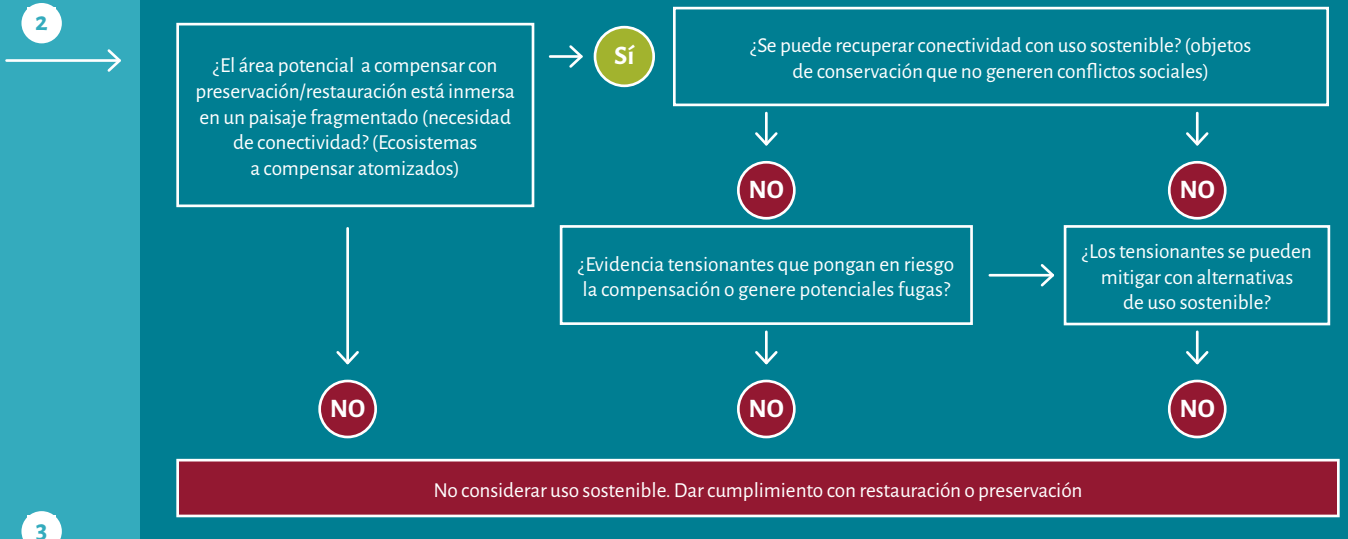 2
¿El área potencial a compensar con
preservación/restauración está inmersa
en un paisaje fragmentado (necesidad
de conectividad? (Ecosistemas
a compensar atomizados)
Sí
¿Se puede recuperar conectividad con uso sostenible? (objetos
de conservación que no generen conflictos sociales)
NO
NO
¿Evidencia tensionantes que pongan en riesgo
la compensación o genere potenciales fugas?
¿Los tensionantes se pueden
mitigar con alternativas
de uso sostenible?
NO
NO
NO
No considerar uso sostenible. Dar cumplimiento con restauración o preservación
3